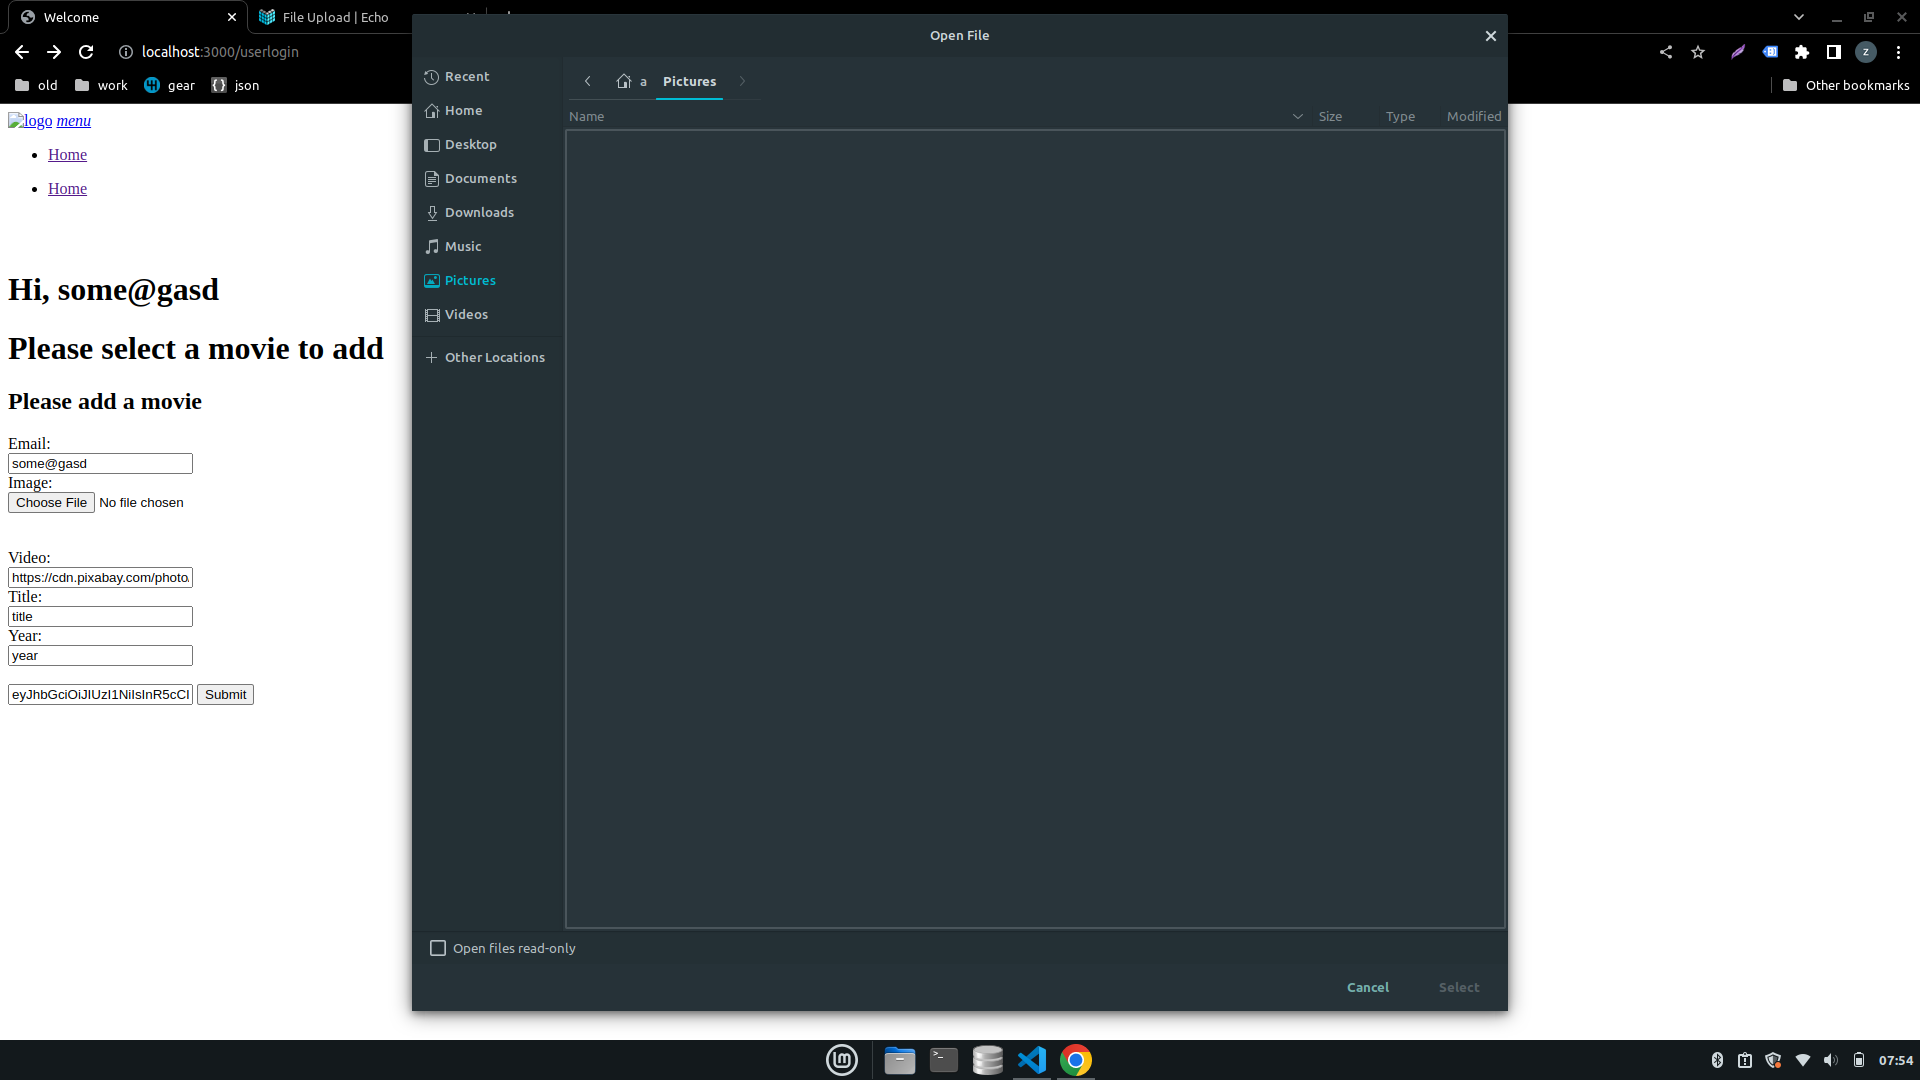 Welcome
File Upload | Echo
localhost:3000/userlogin
old
work
gear
json
Other bookmarks
logo menu
Home
Home
Hi, some@gasd
Please select a movie to add
Please add a movie
Email:
some@gasd
Image:
Choose File No file chosen
Video:
https://cdn.pixabay.com/photo/
Title:
title
Year:
year
eyJhbGciOiJIUzI1NiIsInR5cCI Submit
Open File
Recent
Home
Desktop
Documents
Downloads
Music
Pictures
Videos
Other Locations
a Pictures
Name Size Type Modified
Open files read-only
Cancel Select
z
lm
07:54